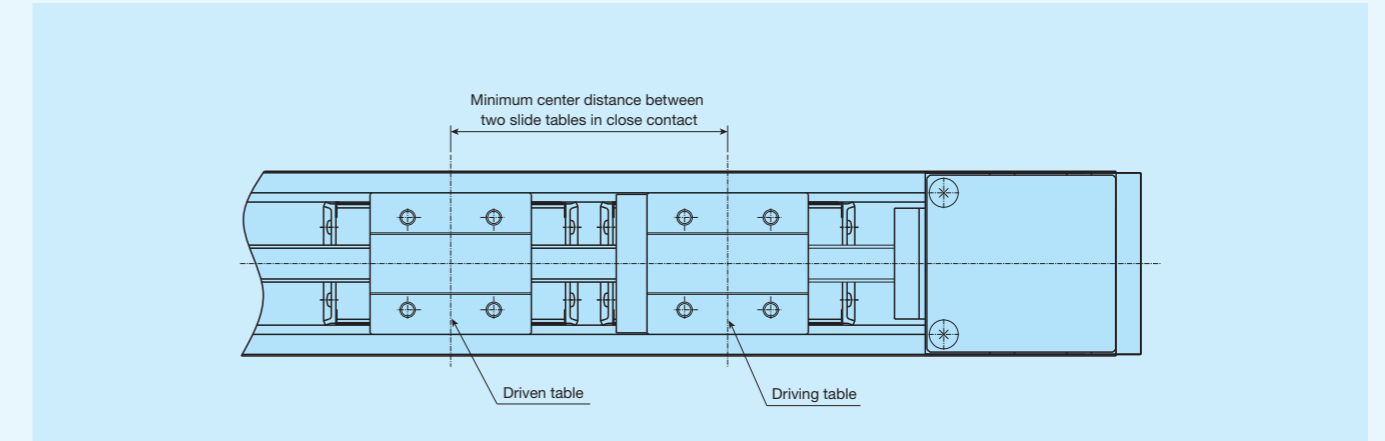 Minimum center distance between
two slide tables in close contact
Driven table
Driving table